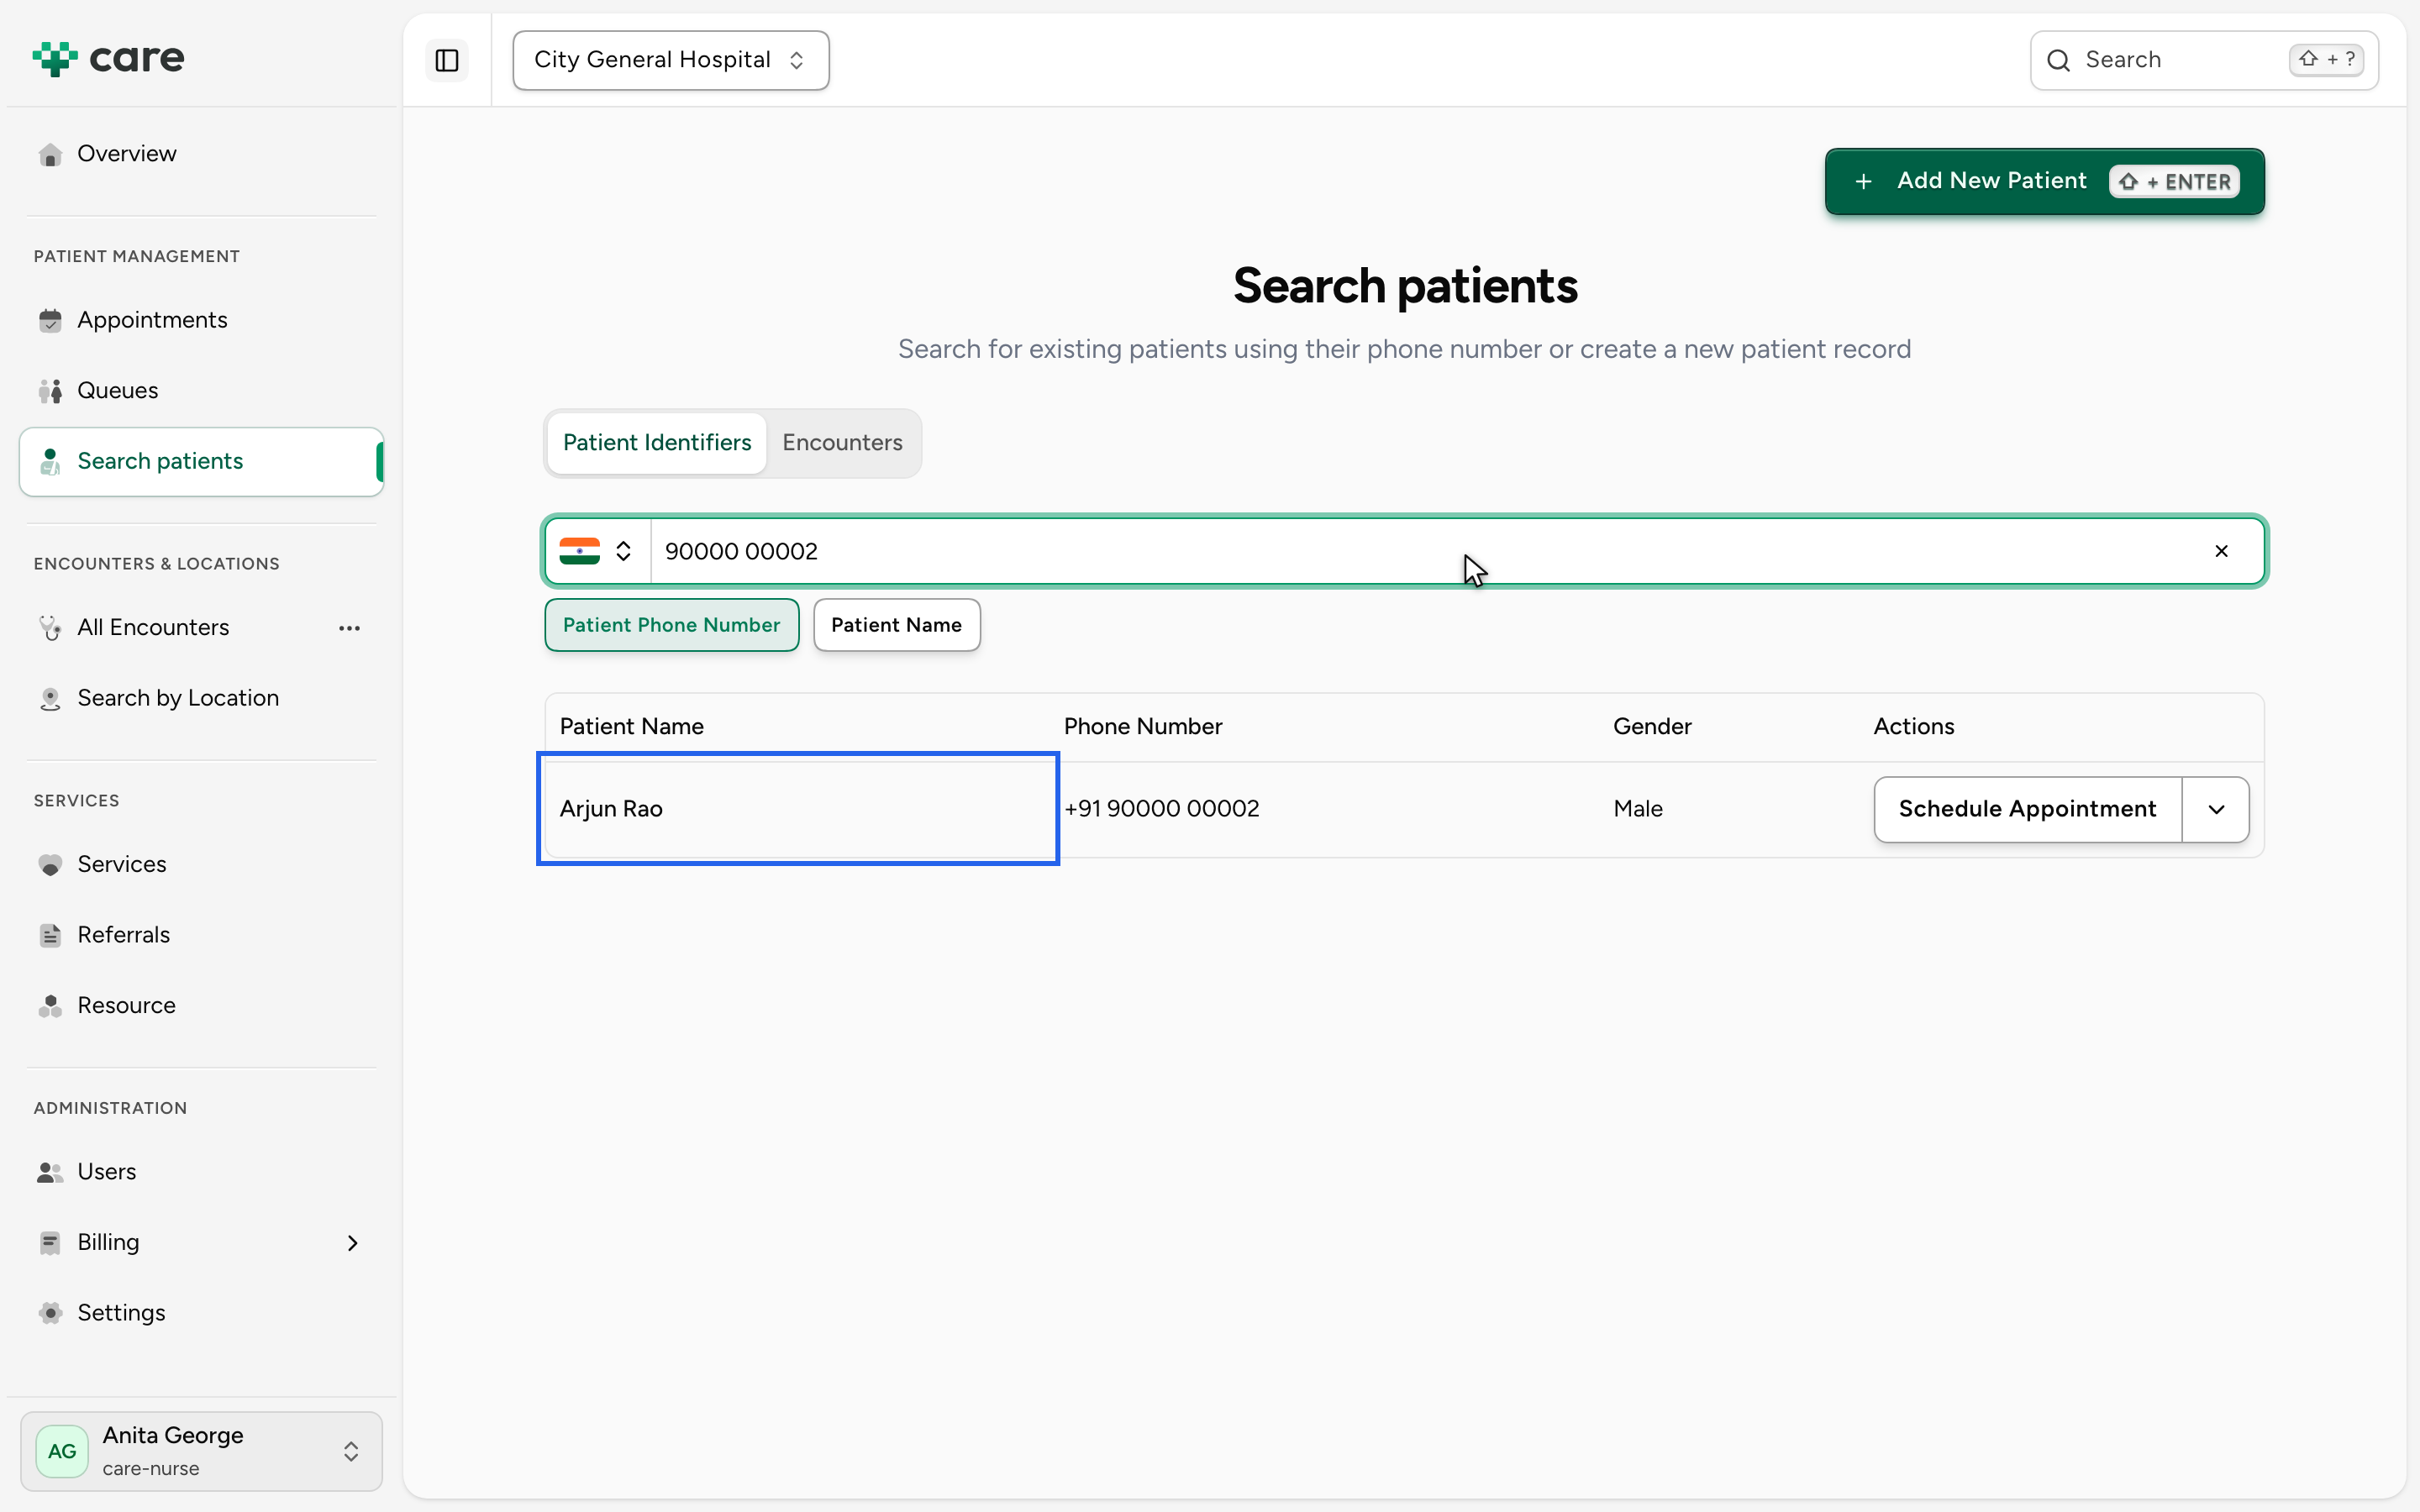 care
City General Hospital
Search
+ ?
Overview
Add New Patient
+ ENTER
PATIENT MANAGEMENT
Appointments
Queues
Search patients
ENCOUNTERS & LOCATIONS
All Encounters
Search by Location
SERVICES
Services
Referrals
Resource
ADMINISTRATION
Users
Billing
Settings
AG
Anita George
care-nurse
Search patients
Search for existing patients using their phone number or create a new patient record
Patient Identifiers Encounters
90000 00002
Patient Phone Number Patient Name
Patient Name Phone Number Gender Actions
Arjun Rao +91 90000 00002 Male Schedule Appointment